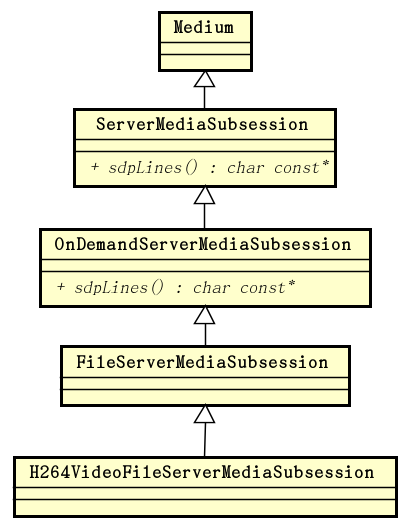 Medium
ServerMediaSubsession
+ sdpLines() : char const*
OnDemandServerMediaSubsession
+ sdpLines() : char const*
FileServerMediaSubsession
H264VideoFileServerMediaSubsession